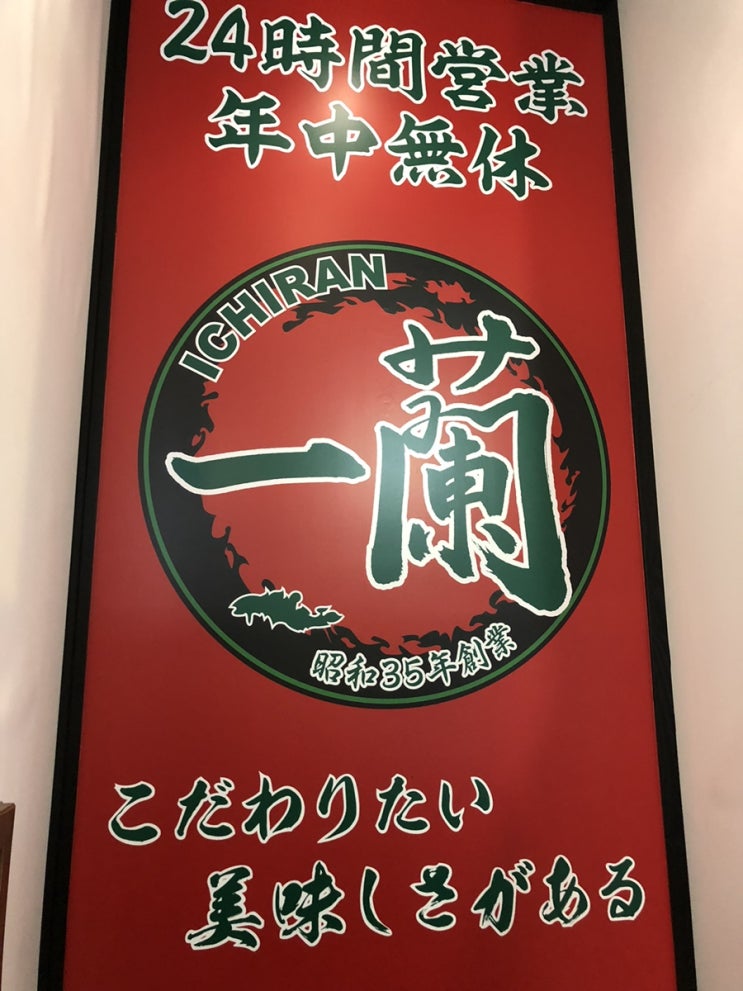 24時間営業
年中無休
ICHIRAN
一蘭
昭和35年創業
こだわりたい
美味しさがある